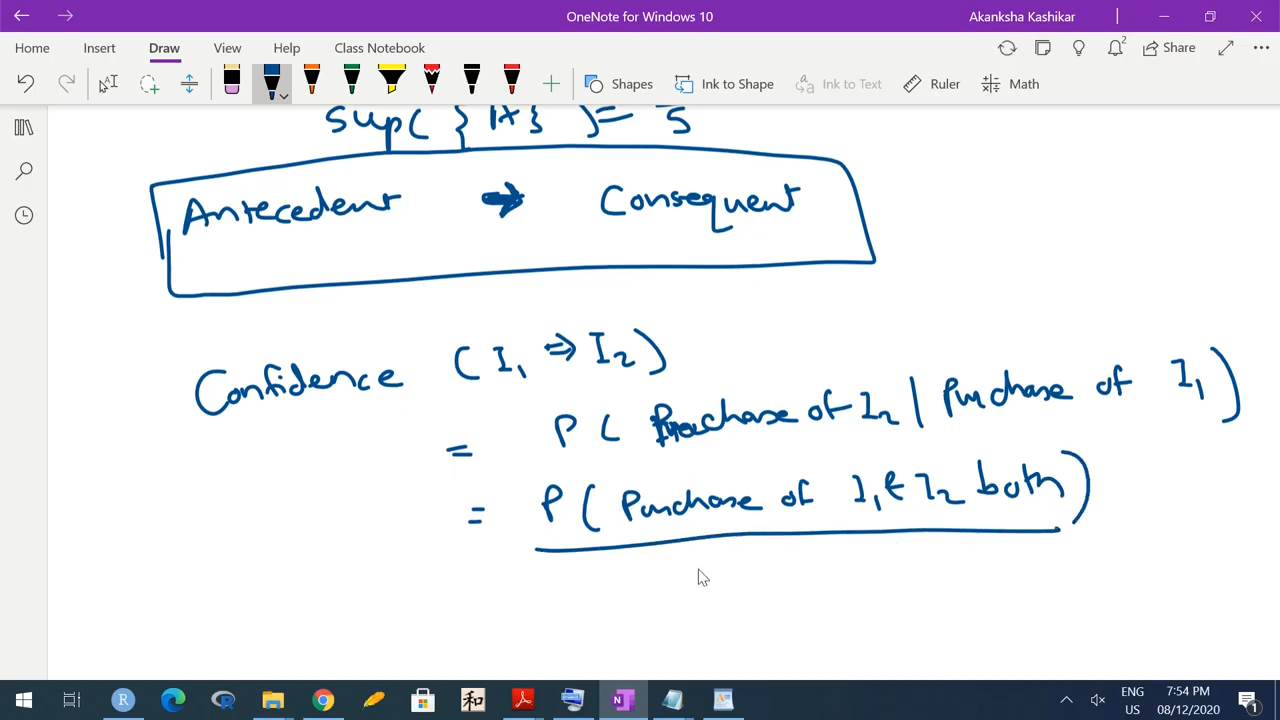 OneNote for Windows 10
Akanksha Kashikar
Home Insert Draw View Help Class Notebook
2
Share
Shapes Ink to Shape Ink to Text Ruler Math
Sup( { } ) = 5
Antecedent → Consequent
Confidence (I1 ⇒ I2)
= P ( Purchase of I2 | Purchase of I1 )
= P ( Purchase of I1 & I2 both )
ENG 7:54 PM
US 08/12/2020
1